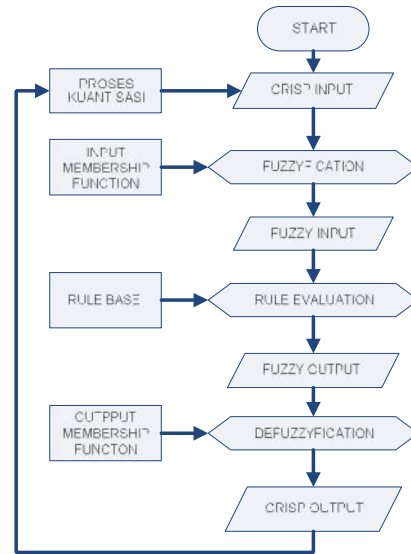 START
PROSES
KUANT SASI
CRISP INPUT
INPUT
MEMBERSHIP
FUNCTION
FUZZYFICATION
FUZZY INPUT
RULE BASE
RULE EVALUATION
FUZZY OUTPUT
OUTPPUT
MEMBERSHIP
FUNCTON
DEFUZZYFICATION
CRISP OUTPUT